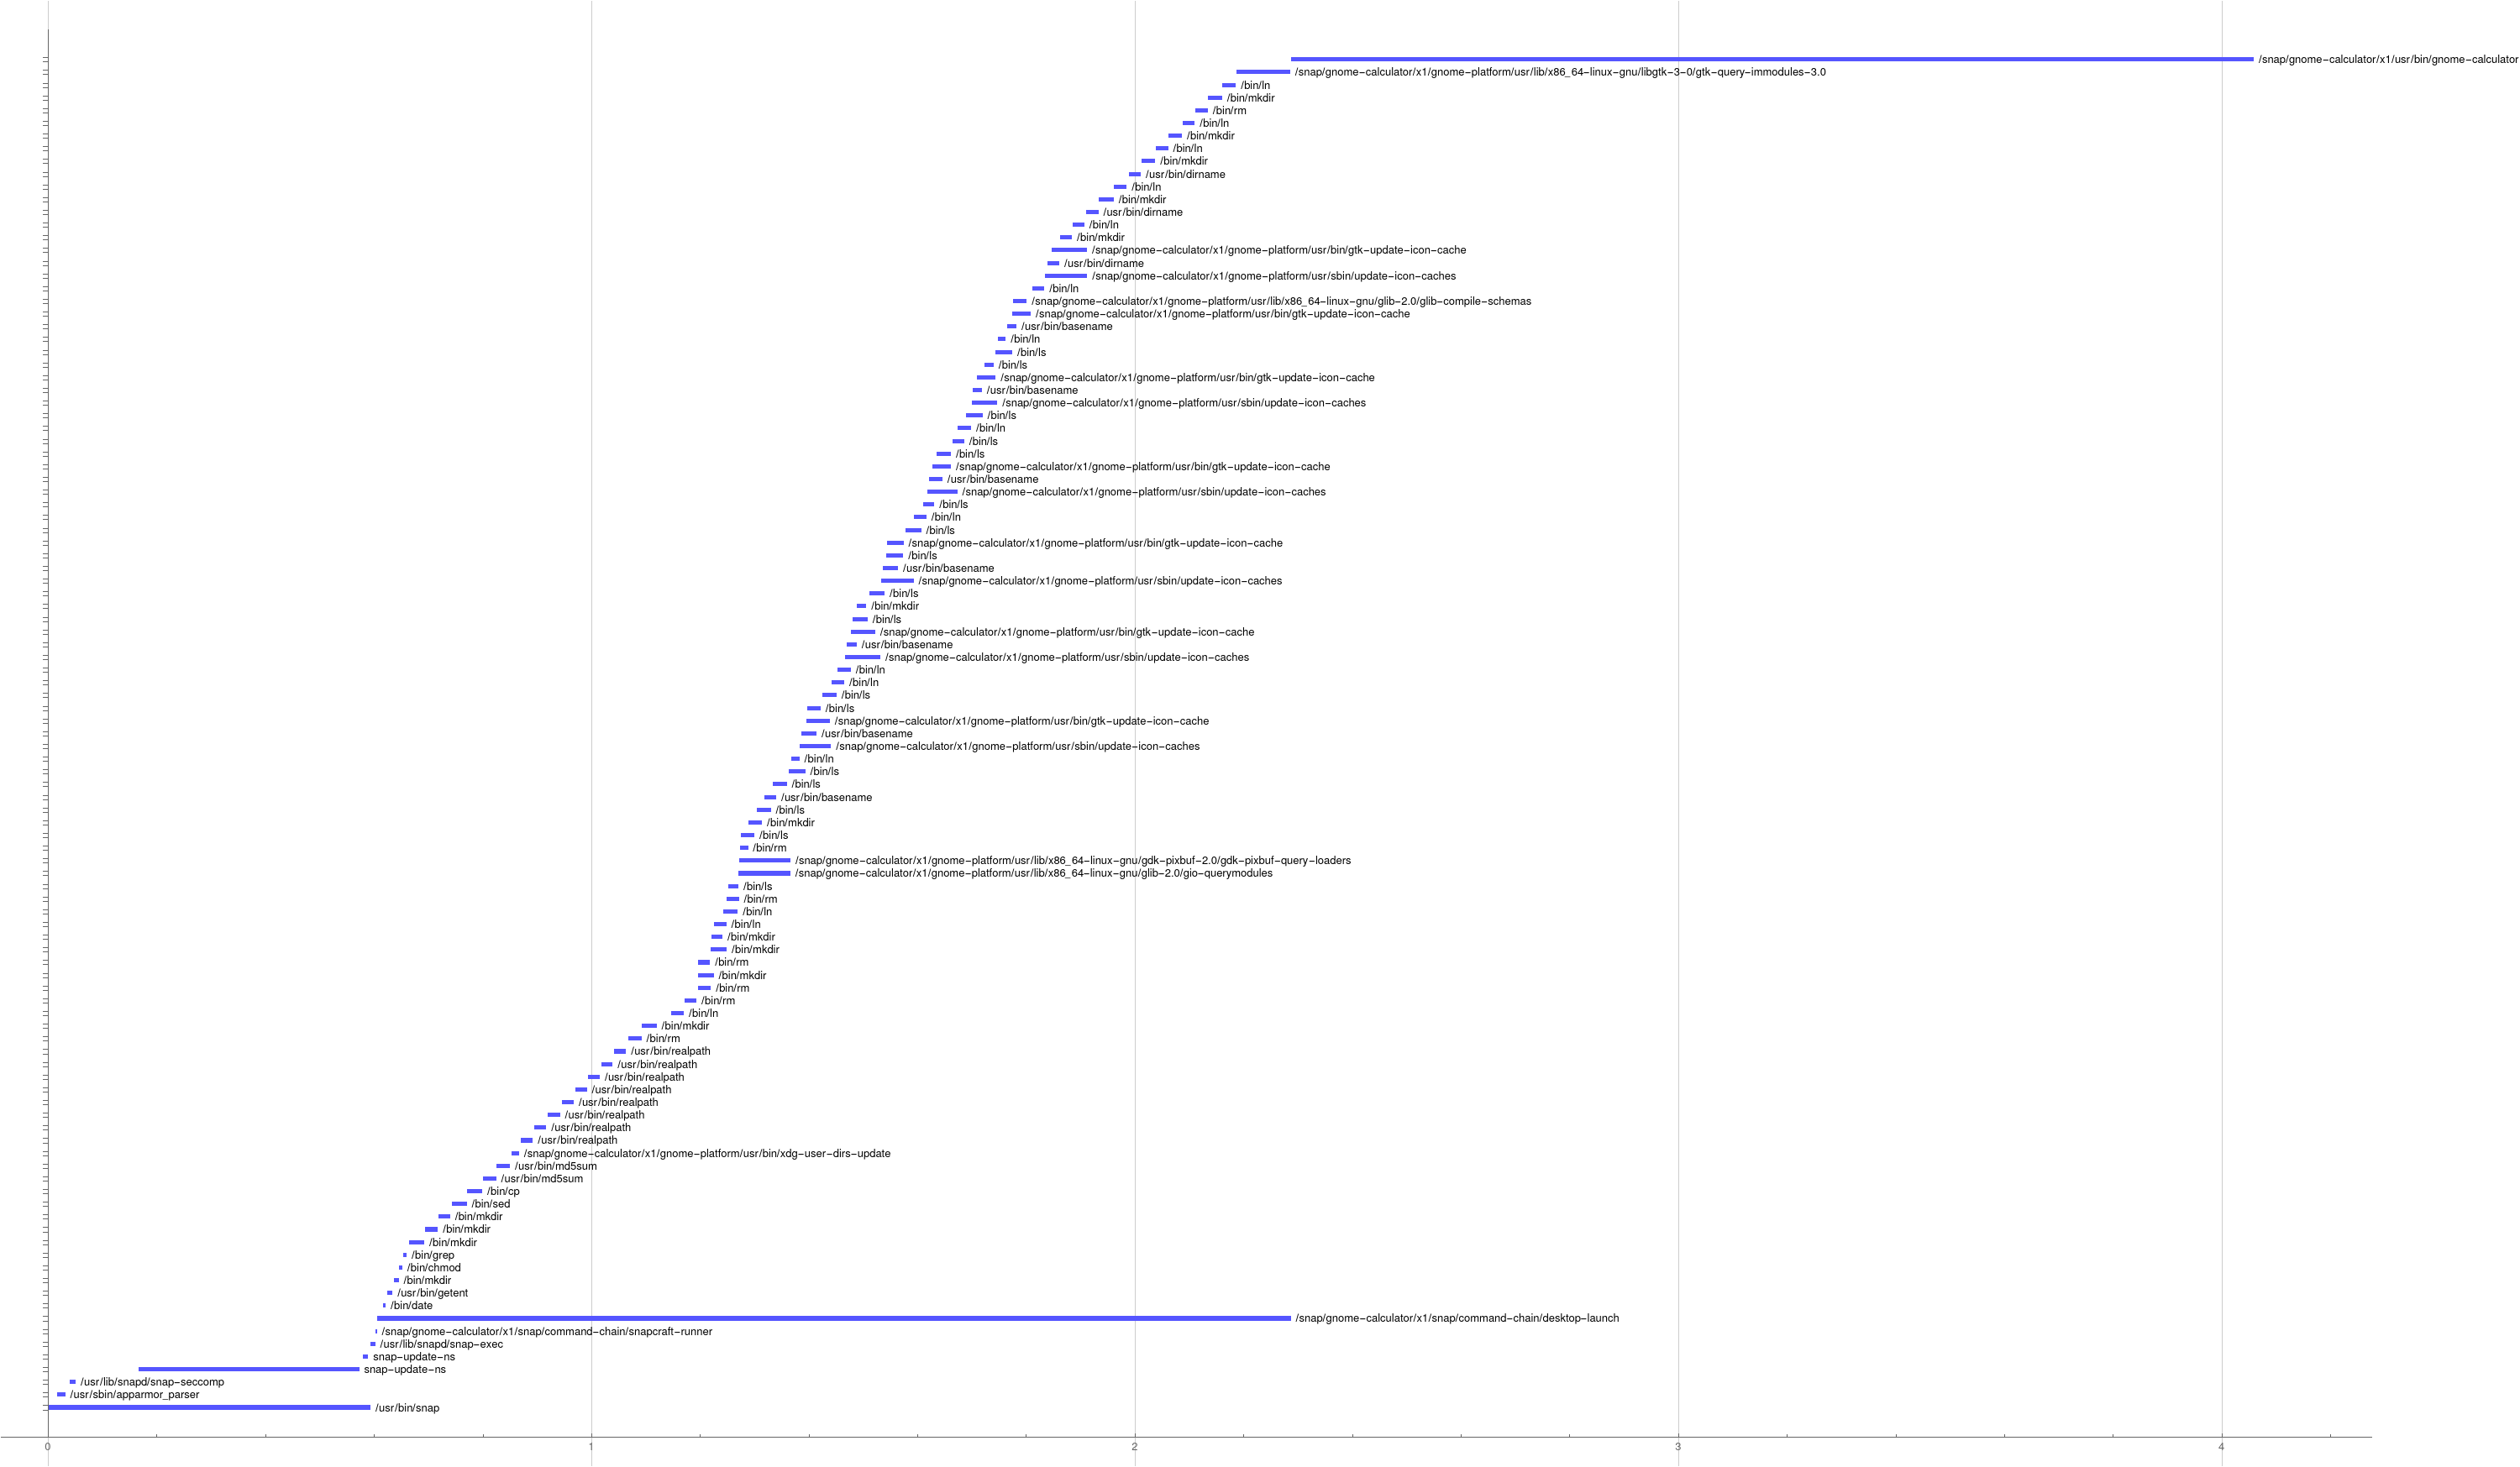 /snap/gnome-calculator/x1/usr/bin/gnome-calculator
/snap/gnome-calculator/x1/gnome-platform/usr/lib/x86_64-linux-gnu/libgtk-3-0/gtk-query-immodules-3.0
/bin/ln
/bin/mkdir
/bin/rm
/bin/ln
/bin/mkdir
/bin/ln
/bin/mkdir
/usr/bin/dirname
/bin/ln
/bin/mkdir
/usr/bin/dirname
/bin/ln
/bin/mkdir
/snap/gnome-calculator/x1/gnome-platform/usr/bin/gtk-update-icon-cache
/usr/bin/dirname
/snap/gnome-calculator/x1/gnome-platform/usr/sbin/update-icon-caches
/bin/ln
/snap/gnome-calculator/x1/gnome-platform/usr/lib/x86_64-linux-gnu/glib-2.0/glib-compile-schemas
/snap/gnome-calculator/x1/gnome-platform/usr/bin/gtk-update-icon-cache
/usr/bin/basename
/bin/ln
/bin/ls
/bin/ls
/snap/gnome-calculator/x1/gnome-platform/usr/bin/gtk-update-icon-cache
/usr/bin/basename
/snap/gnome-calculator/x1/gnome-platform/usr/sbin/update-icon-caches
/bin/ls
/bin/ln
/bin/ls
/bin/ls
/snap/gnome-calculator/x1/gnome-platform/usr/bin/gtk-update-icon-cache
/usr/bin/basename
/snap/gnome-calculator/x1/gnome-platform/usr/sbin/update-icon-caches
/bin/ls
/bin/ln
/bin/ls
/snap/gnome-calculator/x1/gnome-platform/usr/bin/gtk-update-icon-cache
/bin/ls
/usr/bin/basename
/snap/gnome-calculator/x1/gnome-platform/usr/sbin/update-icon-caches
/bin/ls
/bin/mkdir
/bin/ls
/snap/gnome-calculator/x1/gnome-platform/usr/bin/gtk-update-icon-cache
/usr/bin/basename
/snap/gnome-calculator/x1/gnome-platform/usr/sbin/update-icon-caches
/bin/ln
/bin/ln
/bin/ls
/bin/ls
/snap/gnome-calculator/x1/gnome-platform/usr/bin/gtk-update-icon-cache
/usr/bin/basename
/snap/gnome-calculator/x1/gnome-platform/usr/sbin/update-icon-caches
/bin/ln
/bin/ls
/bin/ls
/usr/bin/basename
/bin/ls
/bin/mkdir
/bin/ls
/bin/rm
/snap/gnome-calculator/x1/gnome-platform/usr/lib/x86_64-linux-gnu/gdk-pixbuf-2.0/gdk-pixbuf-query-loaders
/snap/gnome-calculator/x1/gnome-platform/usr/lib/x86_64-linux-gnu/glib-2.0/gio-querymodules
/bin/ls
/bin/rm
/bin/ln
/bin/ln
/bin/mkdir
/bin/mkdir
/bin/rm
/bin/mkdir
/bin/rm
/bin/rm
/bin/ln
/bin/mkdir
/bin/rm
/usr/bin/realpath
/usr/bin/realpath
/usr/bin/realpath
/usr/bin/realpath
/usr/bin/realpath
/usr/bin/realpath
/usr/bin/realpath
/usr/bin/realpath
/snap/gnome-calculator/x1/gnome-platform/usr/bin/xdg-user-dirs-update
/usr/bin/md5sum
/usr/bin/md5sum
/bin/cp
/bin/sed
/bin/mkdir
/bin/mkdir
/bin/mkdir
/bin/grep
/bin/chmod
/bin/mkdir
/usr/bin/getent
/bin/date
/snap/gnome-calculator/x1/snap/command-chain/desktop-launch
/snap/gnome-calculator/x1/snap/command-chain/snapcraft-runner
/usr/lib/snapd/snap-exec
snap-update-ns
snap-update-ns
/usr/lib/snapd/snap-seccomp
/usr/sbin/apparmor_parser
/usr/bin/snap
0 1 2 3 4